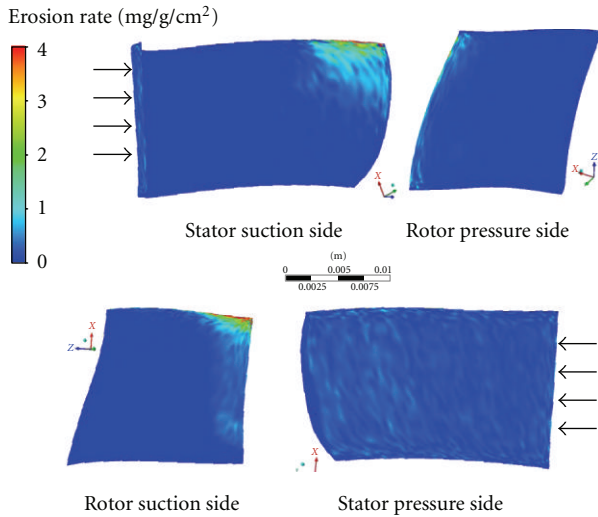 Erosion rate (mg/g/cm²)
4
3
2
1
0
X
X
Z
Stator suction side
Rotor pressure side
(m)
0
0.005
0.01
0.0025
0.0075
X
Z
X
Rotor suction side
Stator pressure side